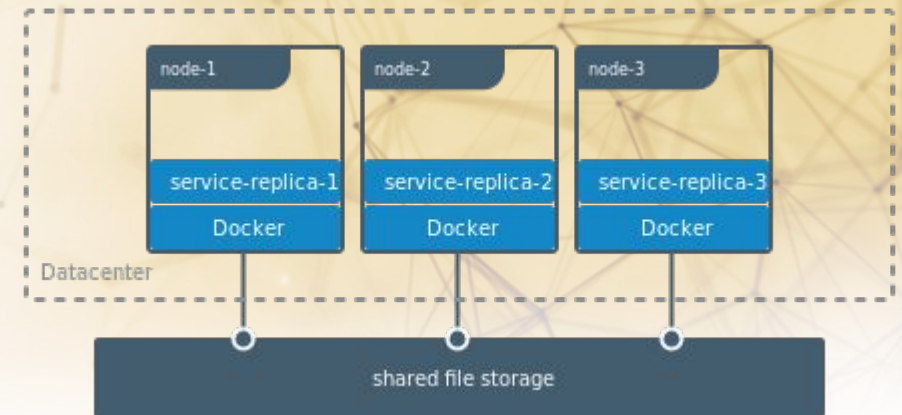 node-1
node-2
node-3
service-replica-1
service-replica-2
service-replica-3
Docker
Docker
Docker
Datacenter
shared file storage